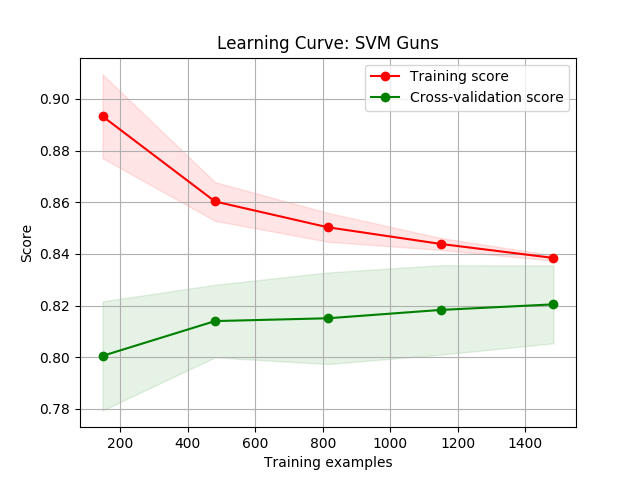 Learning Curve: SVM Guns
Training score
Cross-validation score
0.90
0.88
0.86
0.84
0.82
0.80
0.78
Score
200 400 600 800 1000 1200 1400
Training examples